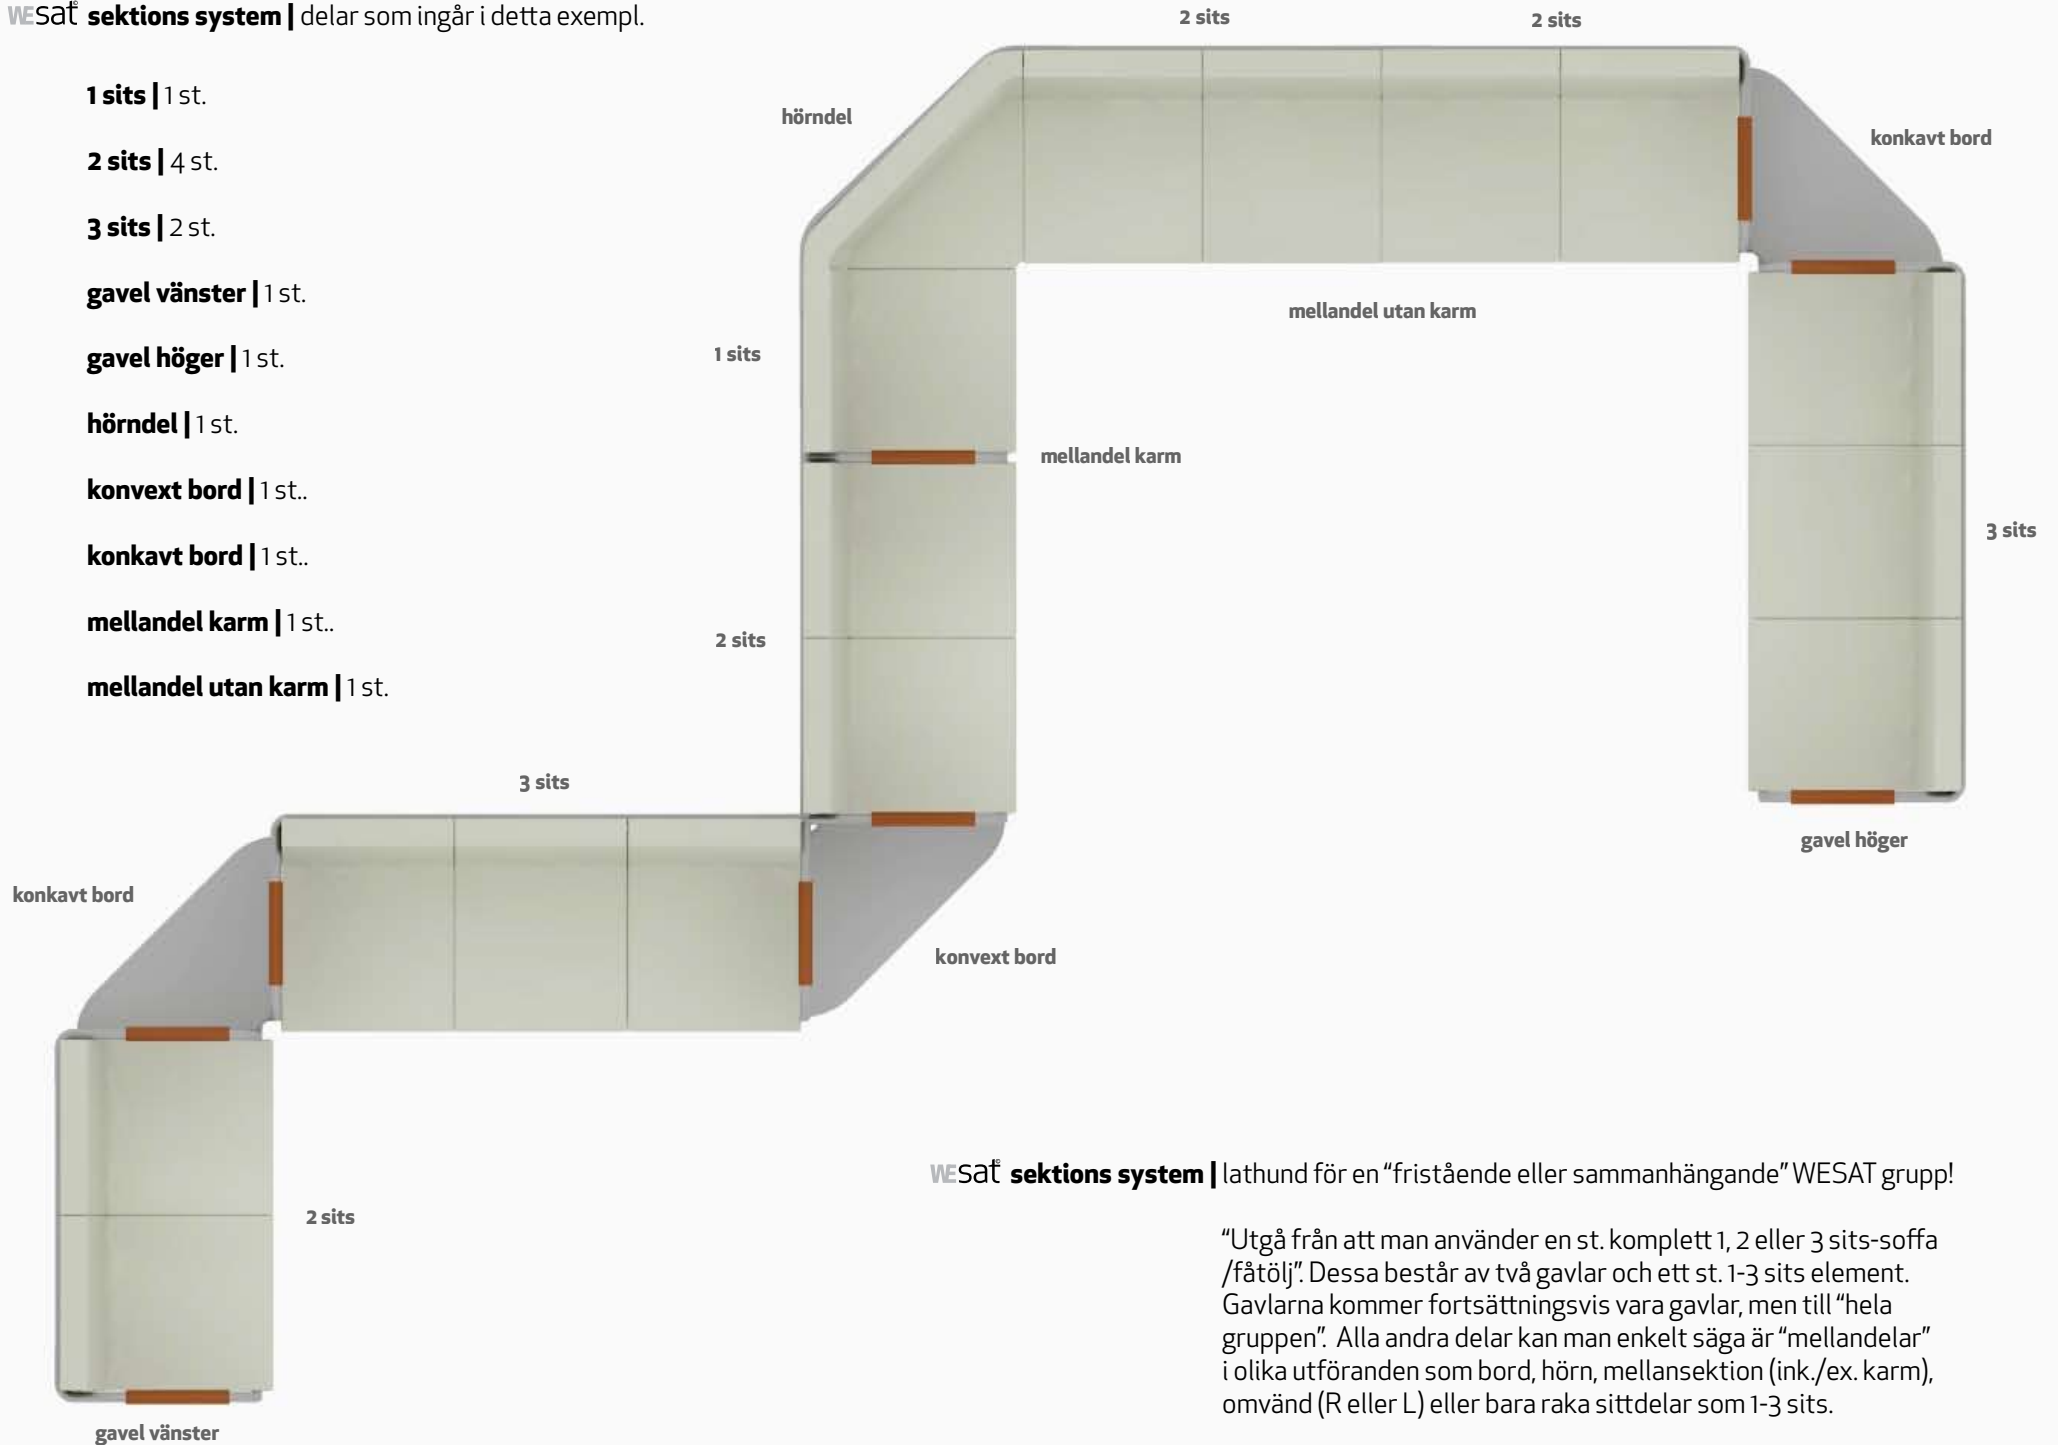 WEsat© sektions system | delar som ingår i detta exempl.
1 sits | 1 st.
2 sits | 4 st.
3 sits | 2 st.
gavel vänster | 1 st.
gavel höger | 1 st.
hörndel | 1 st.
konvext bord | 1 st..
konkavt bord | 1 st..
mellandel karm | 1 st..
mellandel utan karm | 1 st.
2 sits
2 sits
hörndel
konkavt bord
mellandel utan karm
1 sits
mellandel karm
3 sits
2 sits
3 sits
gavel höger
konkavt bord
konvext bord
2 sits
gavel vänster
WEsat© sektions system | lathund för en “fristående eller sammanhängande” WESAT grupp!
“Utgå från att man använder en st. komplett 1, 2 eller 3 sits-soffa
/fåtölj”. Dessa består av två gavlar och ett st. 1-3 sits element.
Gavlarna kommer fortsättningsvis vara gavlar, men till “hela
gruppen”. Alla andra delar kan man enkelt säga är “mellandelar”
i olika utföranden som bord, hörn, mellansektion (ink./ex. karm),
omvänd (R eller L) eller bara raka sittdelar som 1-3 sits.